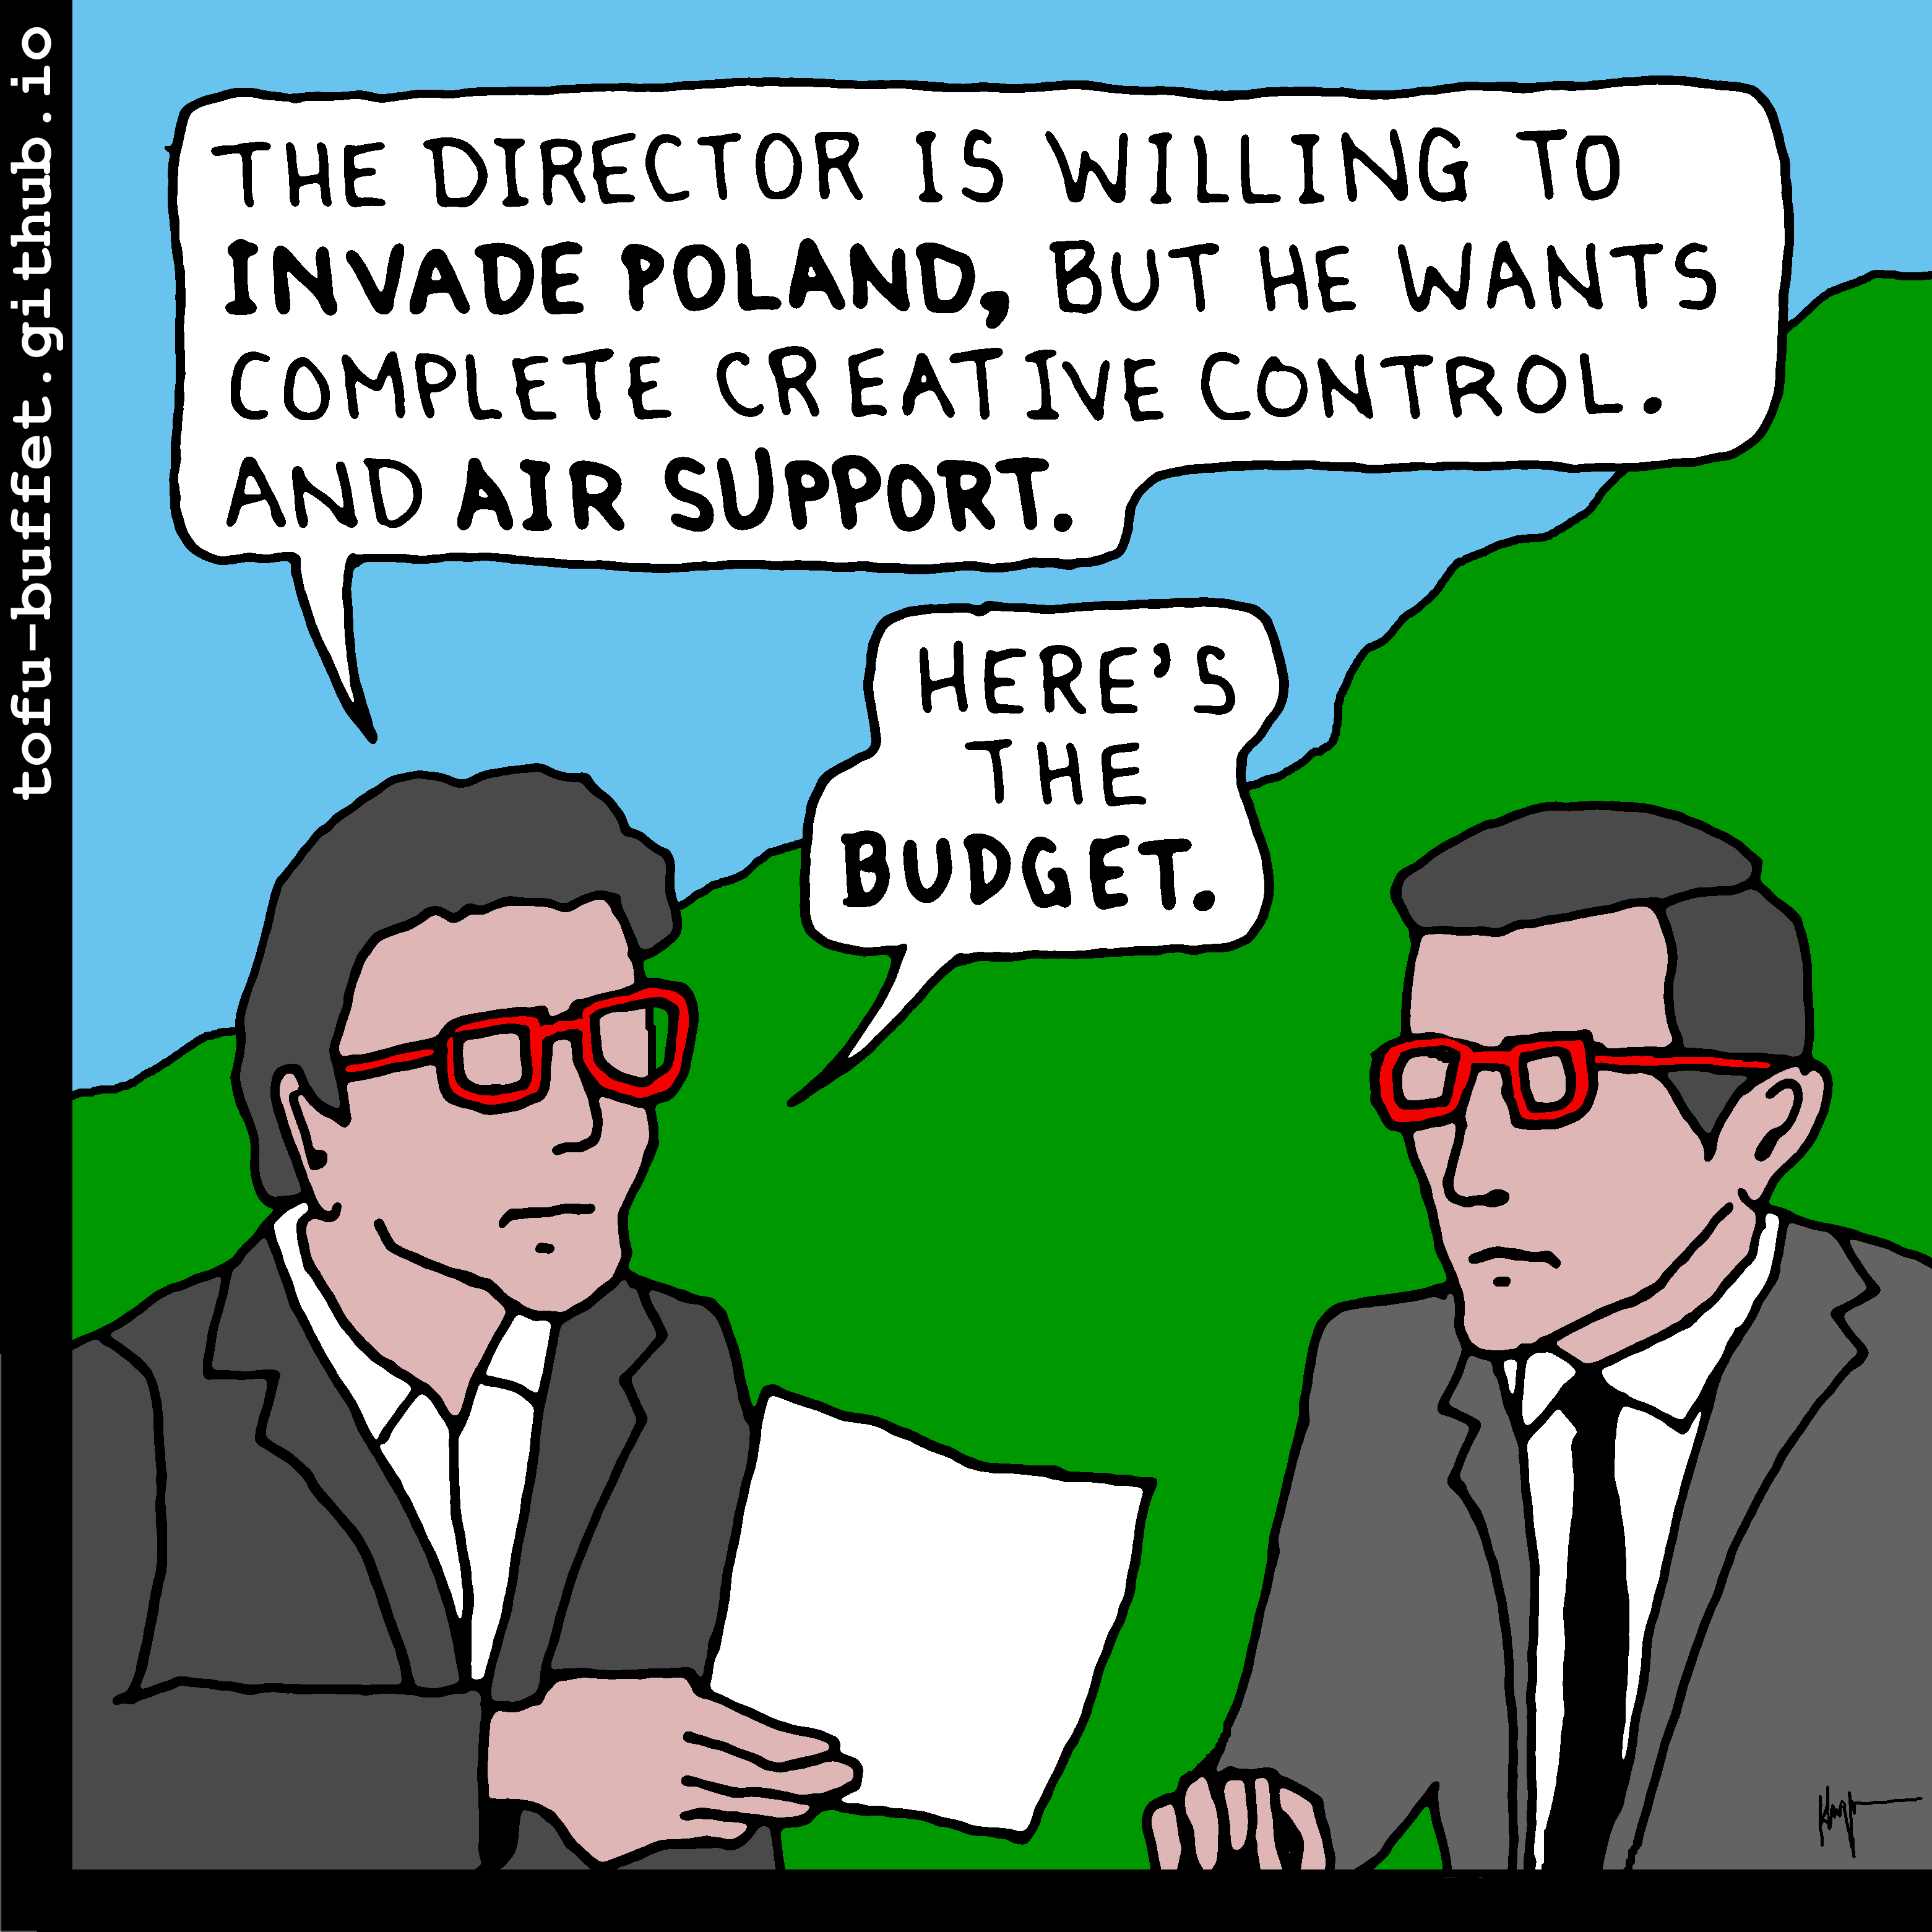 tofu-buffet.github.io
THE DIRECTOR IS WILLING TO
INVADE POLAND, BUT HE WANTS
COMPLETE CREATIVE CONTROL.
AND AIR SUPPORT.
HERE'S
THE
BUDGET.